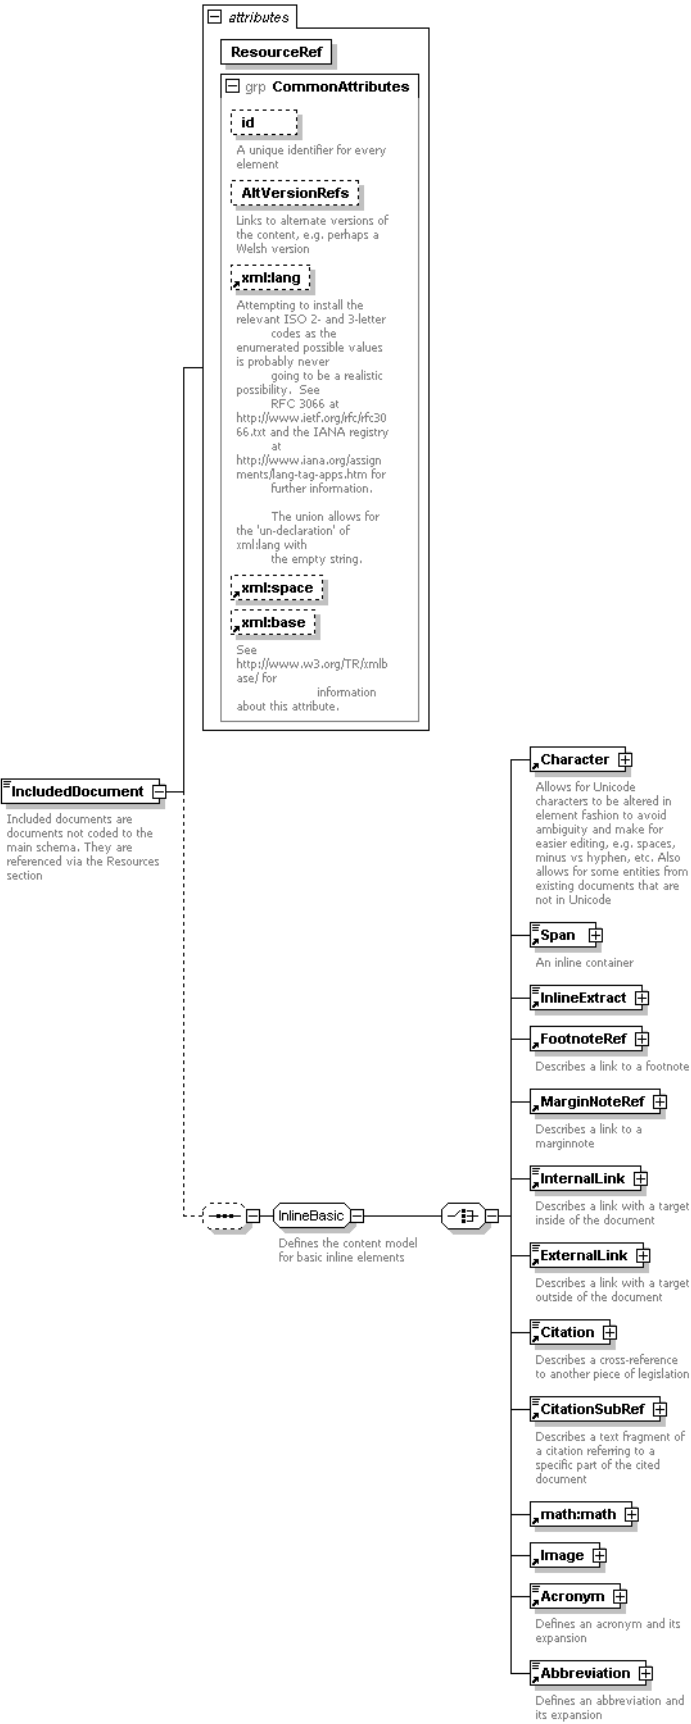 attributes
ResourceRef
grp CommonAttributes
id
A unique identifier for every
element
AltVersionRefs
Links to alternate versions of
the content, e.g. perhaps a
Welsh version
xml:lang
Attempting to install the
relevant ISO 2- and 3-letter
codes as the
enumerated possible values
is probably never
going to be a realistic
possibility. See
RFC 3066 at
http://www.ietf.org/rfc/rfc30
66.txt and the IANA registry
at
http://www.iana.org/assign
ments/lang-tag-apps.htm for
further information.
The union allows for
the 'un-declaration' of
xml:lang with
the empty string.
xml:space
xml:base
See
http://www.w3.org/TR/xmlb
ase/ for
information
about this attribute.
IncludedDocument
Included documents are
documents not coded to the
main schema. They are
referenced via the Resources
section
InlineBasic
Defines the content model
for basic inline elements
Character
Allows for Unicode
characters to be altered in
element fashion to avoid
ambiguity and make for
easier editing, e.g. spaces,
minus vs hyphen, etc. Also
allows for some entities from
existing documents that are
not in Unicode
Span
An inline container
InlineExtract
FootnoteRef
Describes a link to a footnote
MarginNoteRef
Describes a link to a
marginnote
InternalLink
Describes a link with a target
inside of the document
ExternalLink
Describes a link with a target
outside of the document
Citation
Describes a cross-reference
to another piece of legislation
CitationSubRef
Describes a text fragment of
a citation referring to a
specific part of the cited
document
math:math
Image
Acronym
Defines an acronym and its
expansion
Abbreviation
Defines an abbreviation and
its expansion